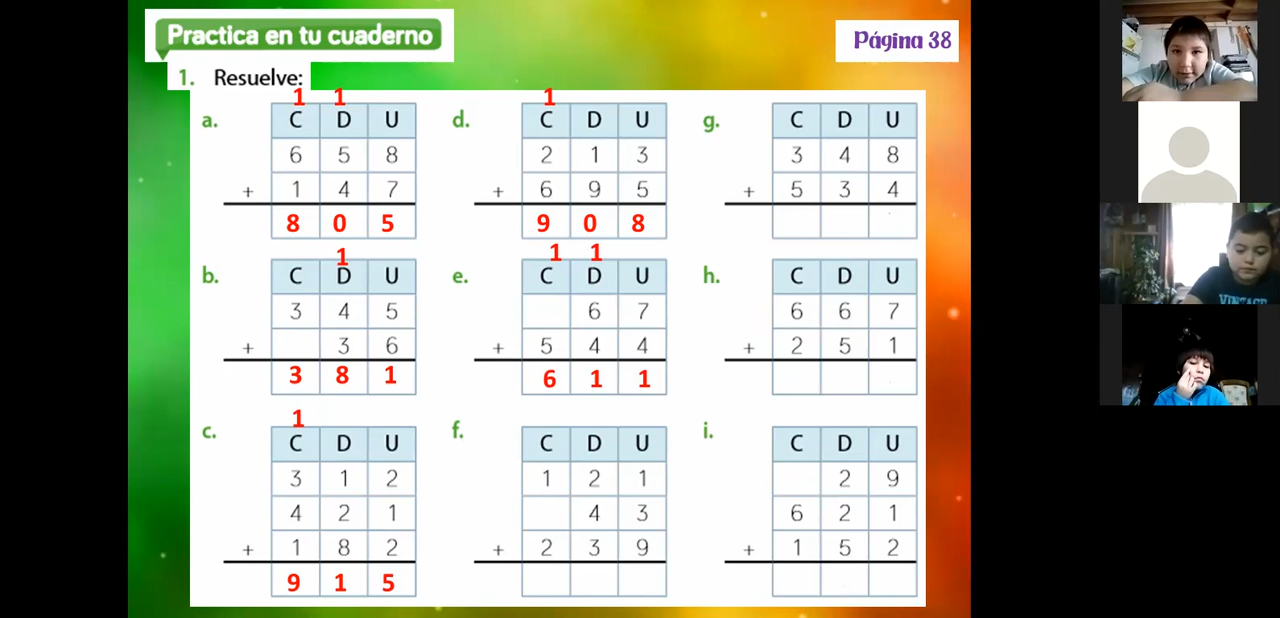 Practica en tu cuaderno
Página 38
1. Resuelve:
1 1
a. C D U
6 5 8
+ 1 4 7
8 0 5
1
b. C D U
3 4 5
+ 3 6
3 8 1
1
c. C D U
3 1 2
4 2 1
+ 1 8 2
9 1 5
1
d. C D U
2 1 3
+ 6 9 5
9 0 8
1 1
e. C D U
6 7
+ 5 4 4
6 1 1
f. C D U
1 2 1
4 3
+ 2 3 9
g. C D U
3 4 8
+ 5 3 4
h. C D U
6 6 7
+ 2 5 1
i. C D U
2 9
6 2 1
+ 1 5 2
VINTAGE